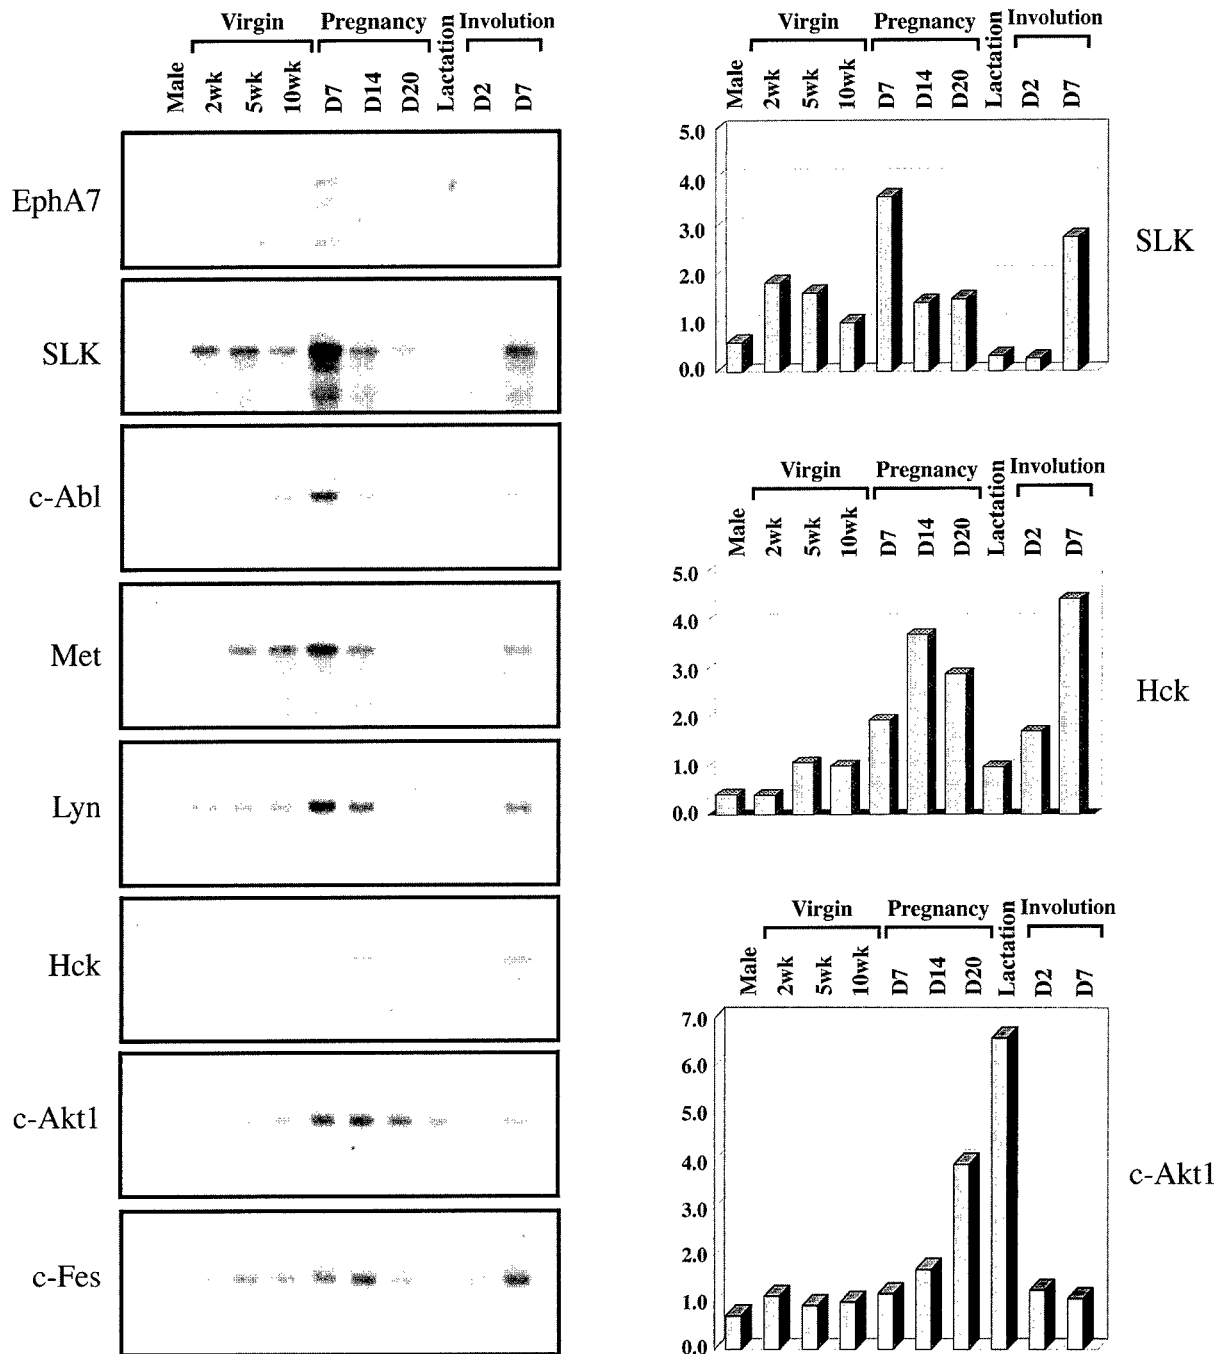 Virgin Pregnancy Lactation Involution
Male 2wk 5wk 10wk D7 D14 D20 D2 D7
EphA7
SLK
c-Abl
Met
Lyn
Hck
c-Akt1
c-Fes
Virgin Pregnancy Lactation Involution
Male 2wk 5wk 10wk D7 D14 D20 D2 D7
5.0
4.0
3.0
2.0
1.0
0.0
SLK
Virgin Pregnancy Lactation Involution
Male 2wk 5wk 10wk D7 D14 D20 D2 D7
5.0
4.0
3.0
2.0
1.0
0.0
Hck
Virgin Pregnancy Lactation Involution
Male 2wk 5wk 10wk D7 D14 D20 D2 D7
7.0
6.0
5.0
4.0
3.0
2.0
1.0
0.0
c-Akt1